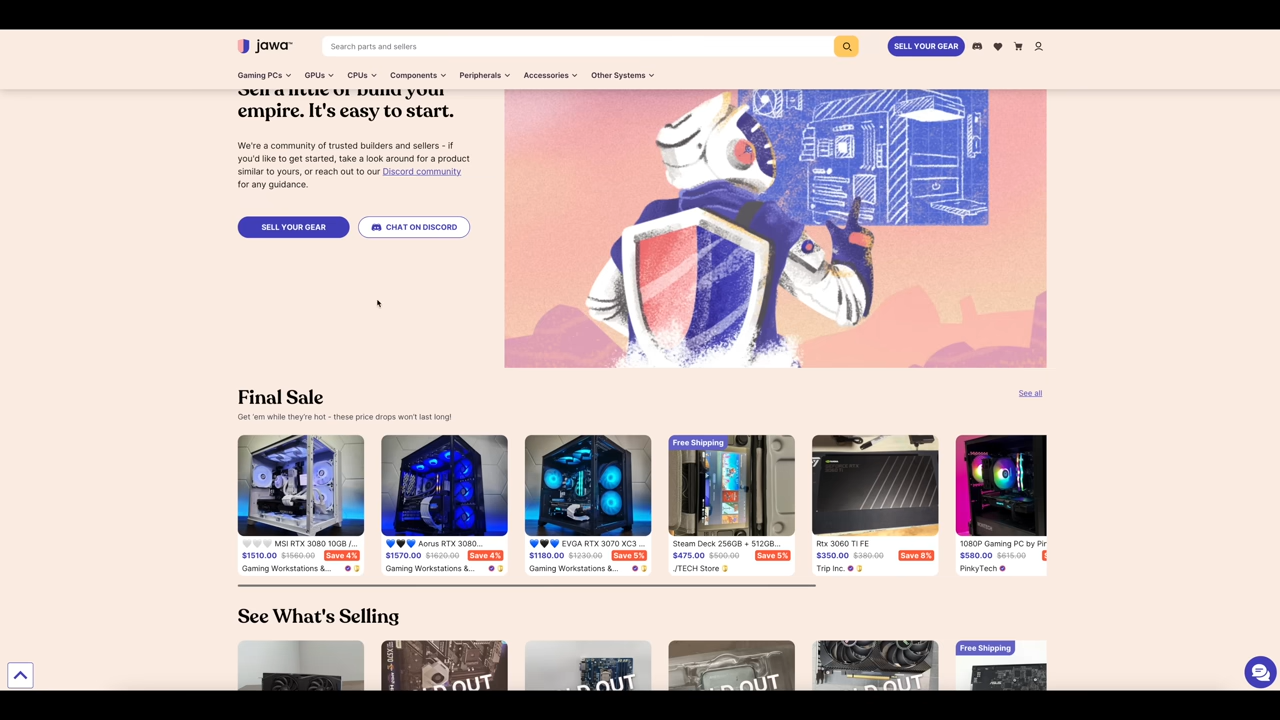 jawa™
Search parts and sellers
SELL YOUR GEAR
Gaming PCs
GPUs
CPUs
Components
Peripherals
Accessories
Other Systems
Sell a little or build your
empire. It's easy to start.
We're a community of trusted builders and sellers - if
you'd like to get started, take a look around for a product
similar to yours, or reach out to our Discord community
for any guidance.
SELL YOUR GEAR
CHAT ON DISCORD
Final Sale
See all
Get 'em while they're hot - these price drops won't last long!
🤍🤍🤍 MSI RTX 3080 10GB /...
$1510.00 $1560.00 Save 4%
Gaming Workstations &...
💙🖤💙 Aorus RTX 3080...
$1570.00 $1620.00 Save 4%
Gaming Workstations &...
💙🖤💙 EVGA RTX 3070 XC3 ...
$1180.00 $1230.00 Save 5%
Gaming Workstations &...
Free Shipping
Steam Deck 256GB + 512GB...
$475.00 $500.00 Save 5%
./TECH Store
Rtx 3060 TI FE
$350.00 $380.00 Save 8%
Trip Inc.
1080P Gaming PC by Pin
$580.00 $615.00
PinkyTech
See What's Selling
Free Shipping